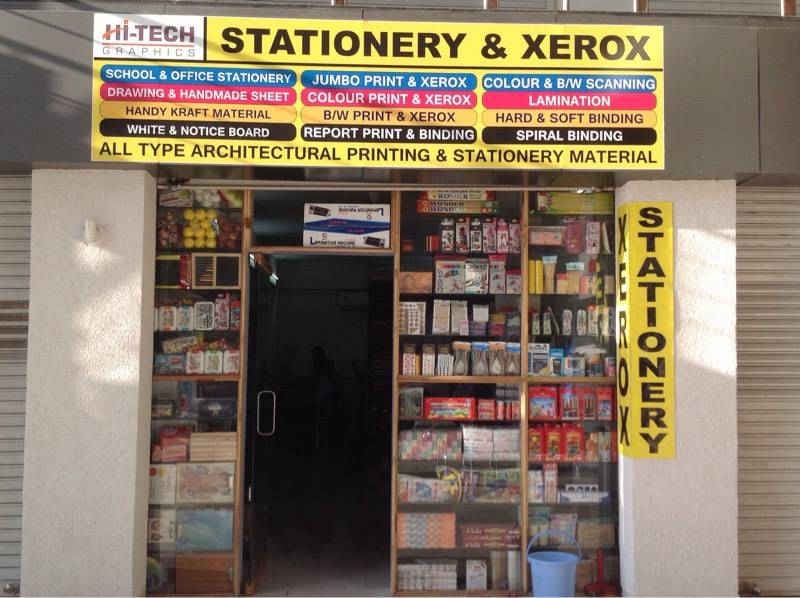 Hi-TECH
GRAPHICS
STATIONERY & XEROX
SCHOOL & OFFICE STATIONERY
DRAWING & HANDMADE SHEET
HANDY KRAFT MATERIAL
WHITE & NOTICE BOARD
JUMBO PRINT & XEROX
COLOUR PRINT & XEROX
B/W PRINT & XEROX
REPORT PRINT & BINDING
COLOUR & B/W SCANNING
LAMINATION
HARD & SOFT BINDING
SPIRAL BINDING
ALL TYPE ARCHITECTURAL PRINTING & STATIONERY MATERIAL
XEROX
STATIONERY